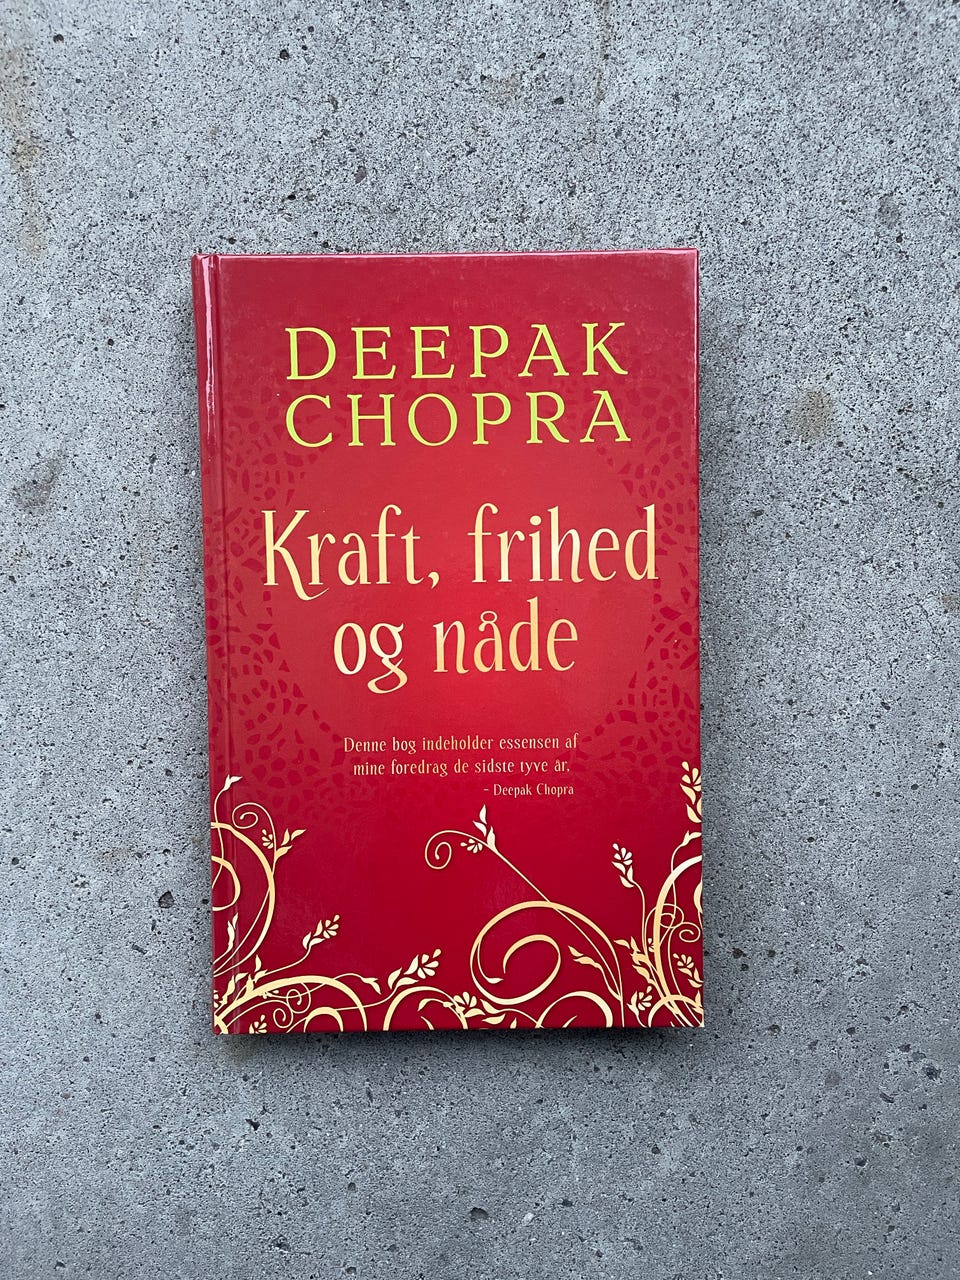 DEEPAK
CHOPRA
Kraft, frihed
og nåde
Denne bog indeholder essensen af
mine foredrag de sidste tyve år.
– Deepak Chopra